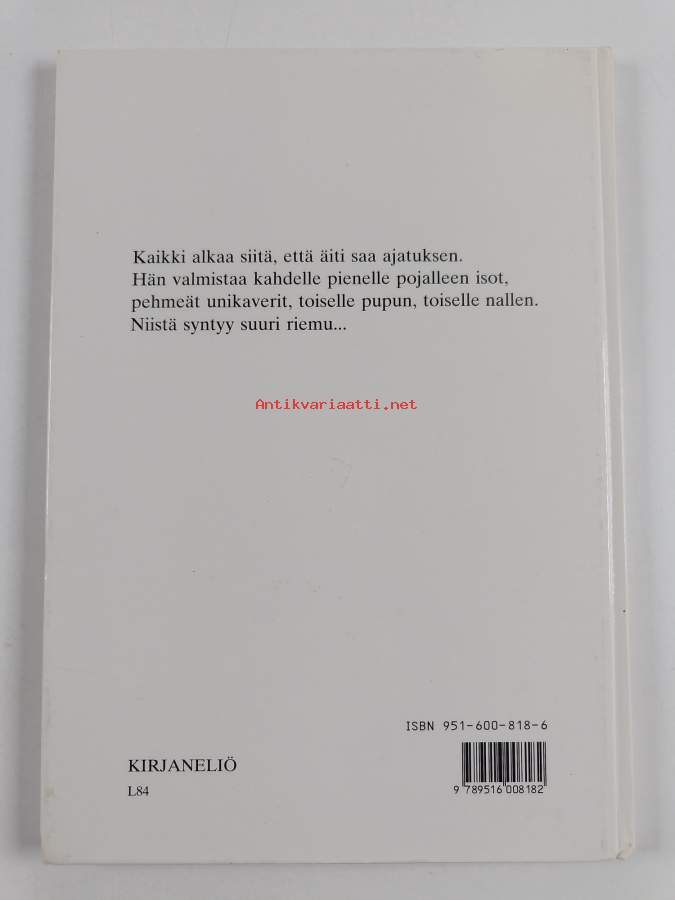 Kaikki alkaa siitä, että äiti saa ajatuksen.
Hän valmistaa kahdelle pienelle pojalleen isot,
pehmeät unikaverit, toiselle pupun, toiselle nallen.
Niistä syntyy suuri riemu...
Antikvariaatti.net
ISBN 951-600-818-6
KIRJANELIÖ
L84
9 789516 008182